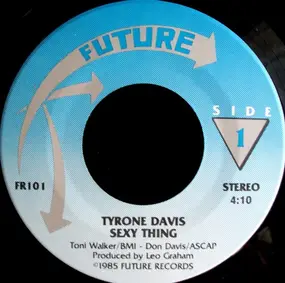 FUTURE
SIDE
1
FR101
STEREO
4:10
TYRONE DAVIS
SEXY THING
Toni Walker/BMI - Don Davis/ASCAP
Produced by Leo Graham
©1985 FUTURE RECORDS